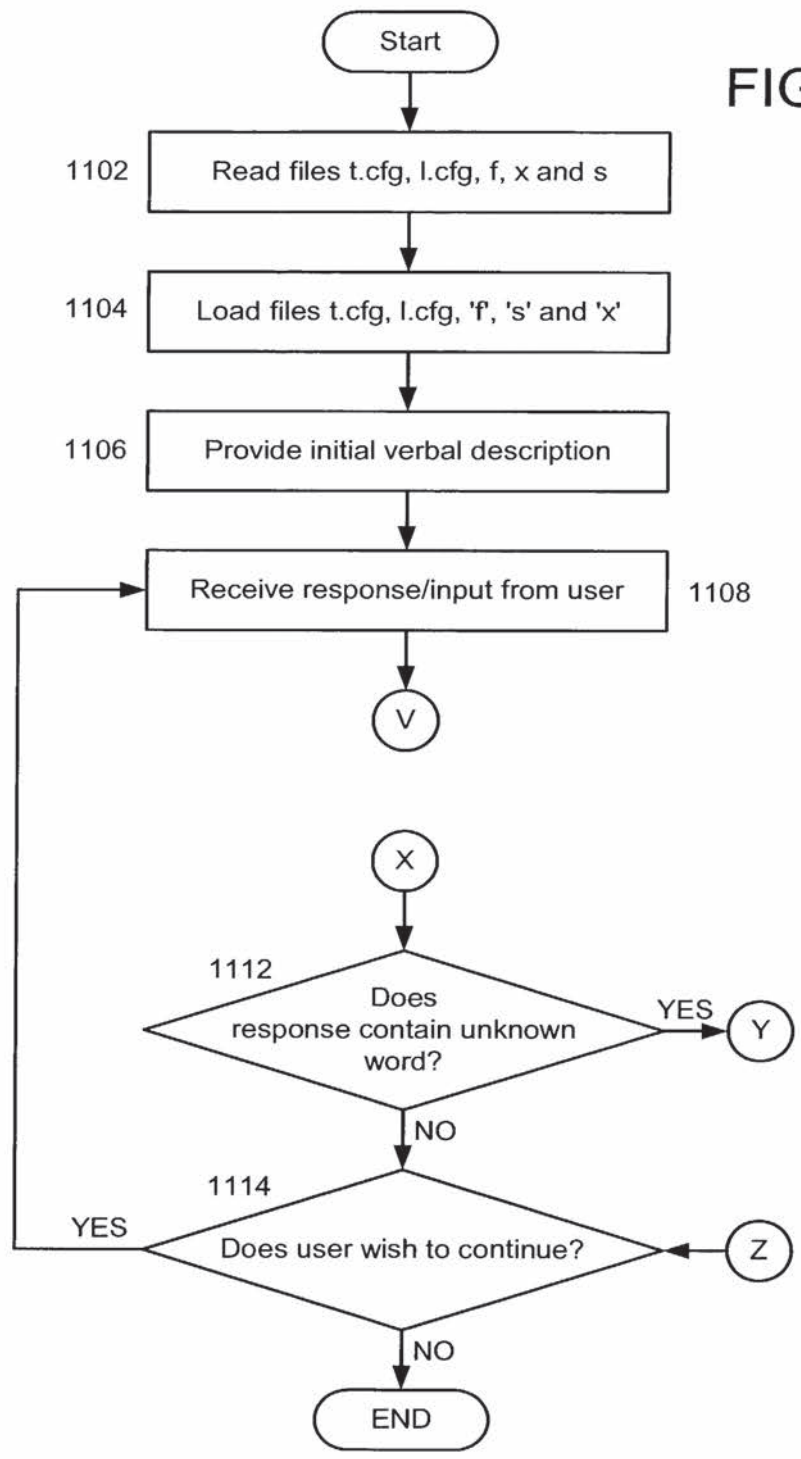 Start
FIG
1102
Read files t.cfg, l.cfg, f, x and s
1104
Load files t.cfg, l.cfg, 'f', 's' and 'x'
1106
Provide initial verbal description
Receive response/input from user
1108
V
X
1112
Does
response contain unknown
word?
YES
Y
NO
1114
YES
Does user wish to continue?
Z
NO
END